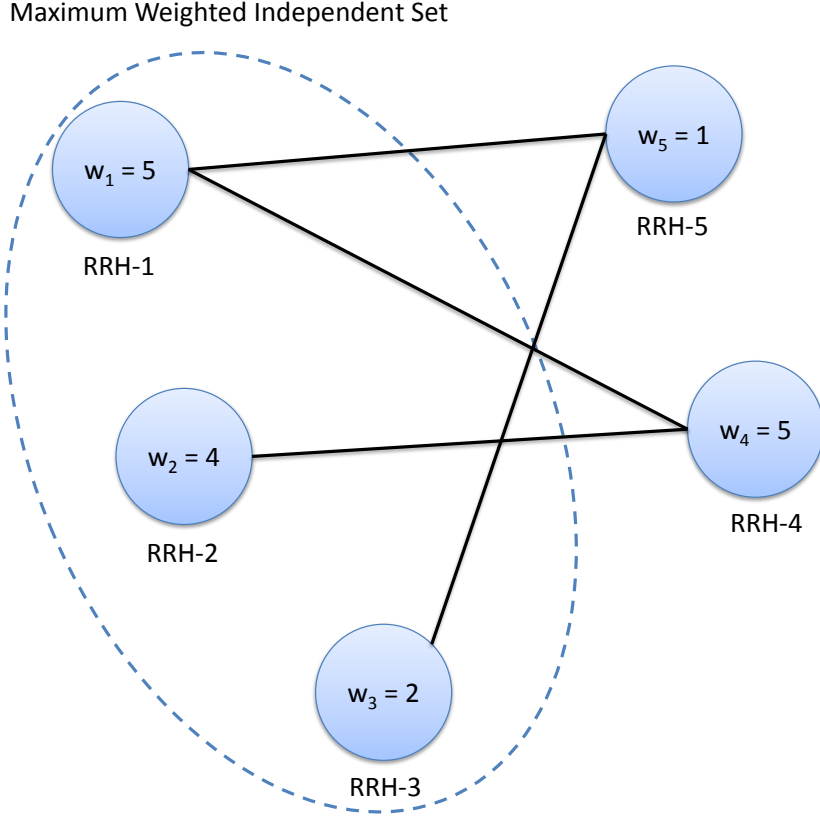 Maximum Weighted Independent Set
w₁ = 5
RRH-1
w₅ = 1
RRH-5
w₂ = 4
RRH-2
w₄ = 5
RRH-4
w₃ = 2
RRH-3